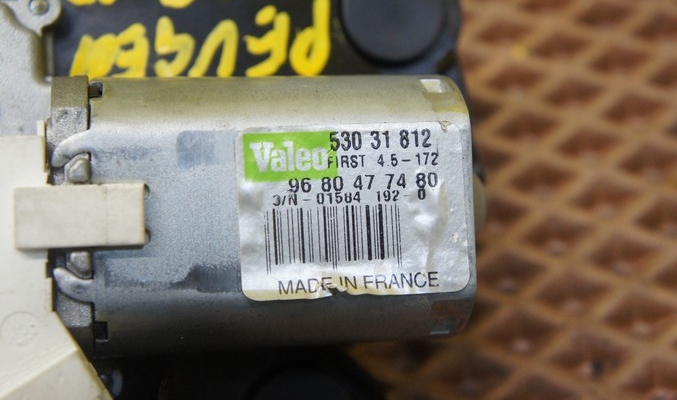 PEUGEO
Valeo 530 31 812
FIRST 4.5-172
96 80 47 74 80
S/N - 01584 192 - 0
MADE IN FRANCE